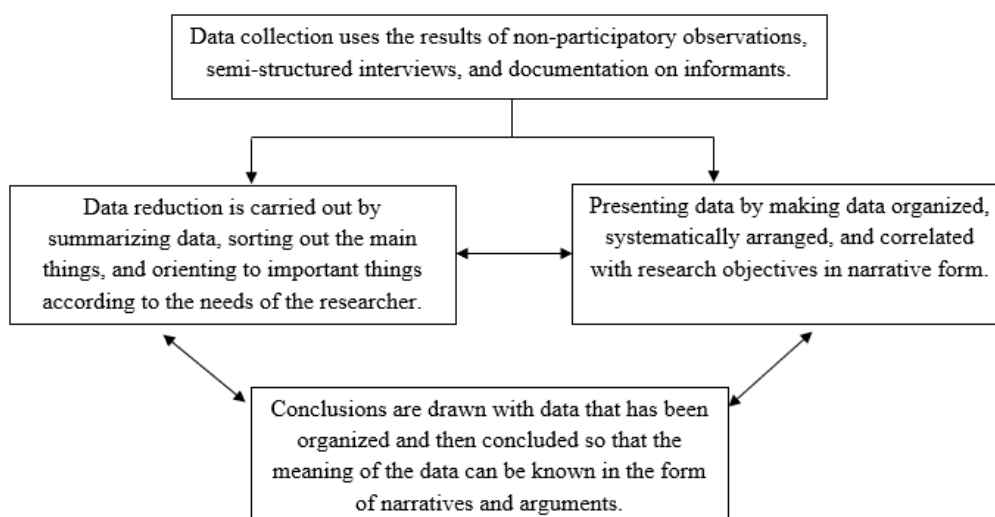 Data collection uses the results of non-participatory observations,
semi-structured interviews, and documentation on informants.
Data reduction is carried out by
summarizing data, sorting out the main
things, and orienting to important things
according to the needs of the researcher.
Presenting data by making data organized,
systematically arranged, and correlated
with research objectives in narrative form.
Conclusions are drawn with data that has been
organized and then concluded so that the
meaning of the data can be known in the form
of narratives and arguments.